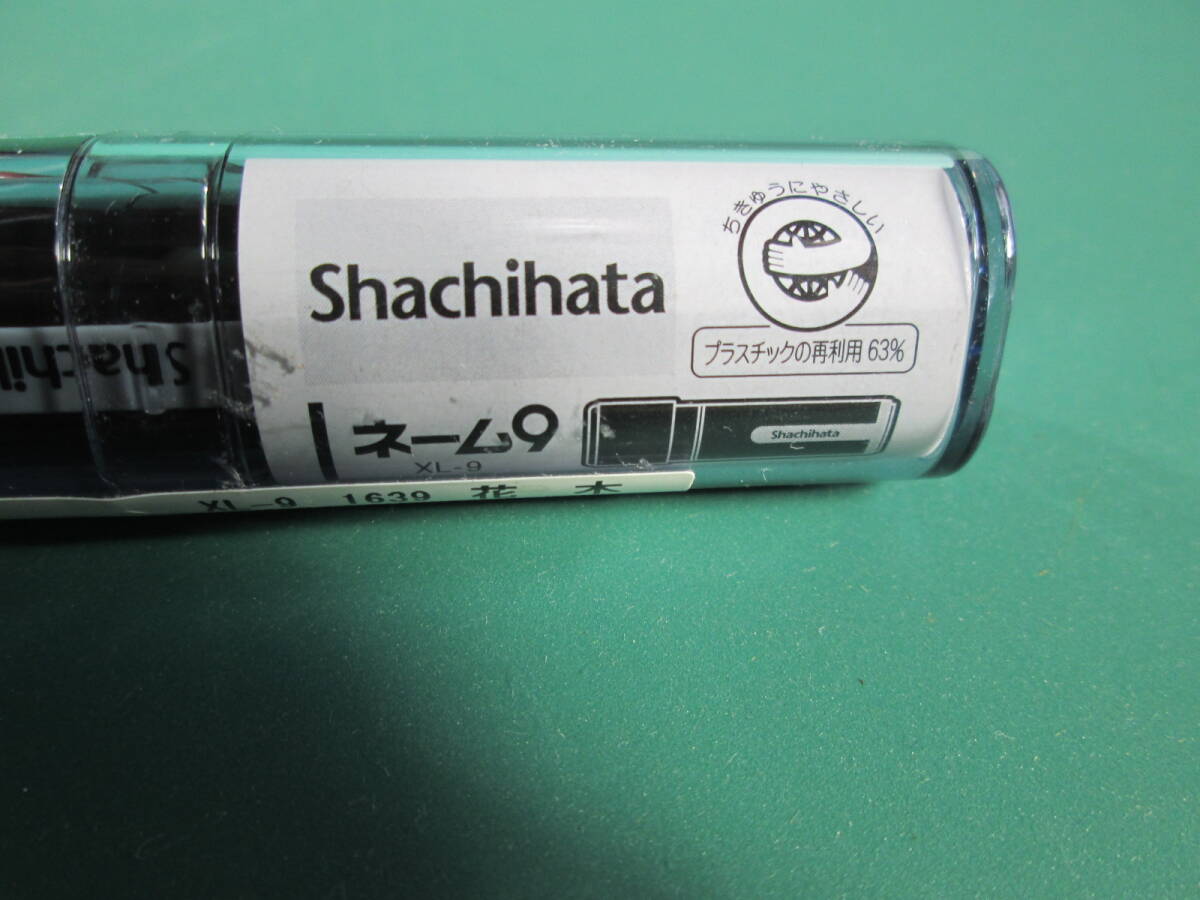 ちきゅうにやさしい
Shachihata
プラスチックの再利用 63%
ネーム9
XL-9
Shachihata
XL-9 1639 花 木